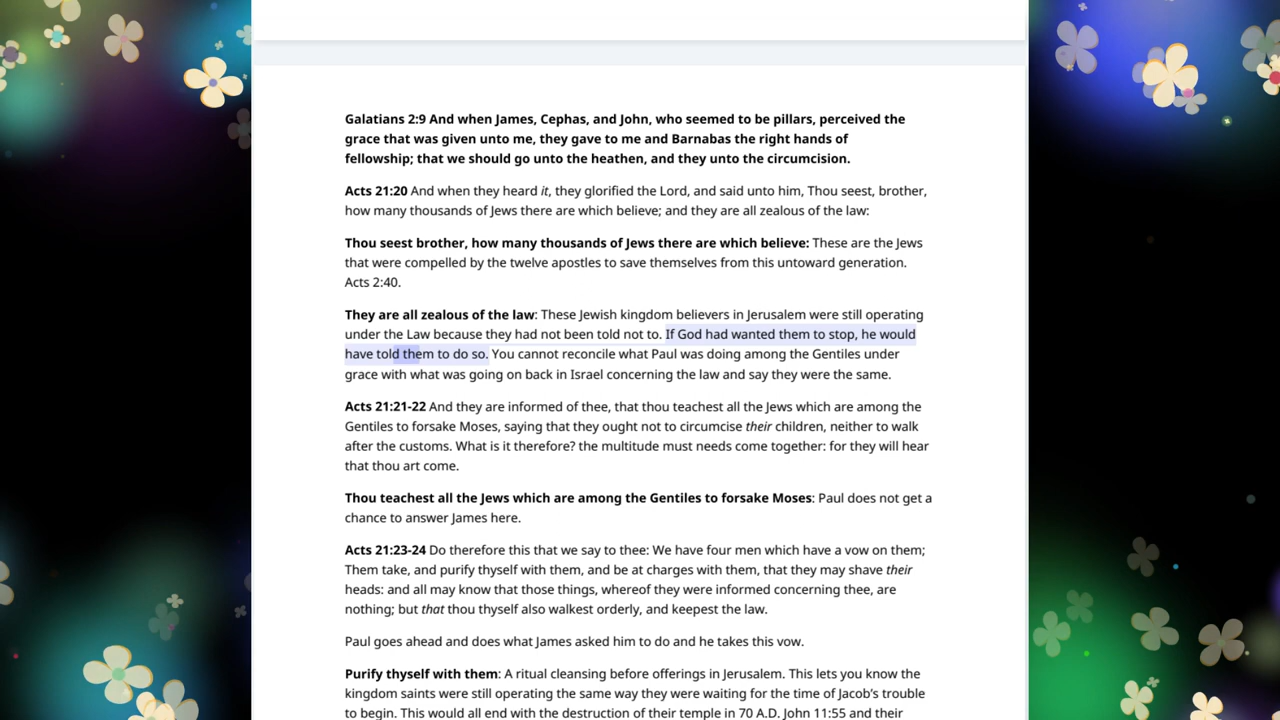 Galatians 2:9 And when James, Cephas, and John, who seemed to be pillars, perceived the
grace that was given unto me, they gave to me and Barnabas the right hands of
fellowship; that we should go unto the heathen, and they unto the circumcision.
Acts 21:20 And when they heard it, they glorified the Lord, and said unto him, Thou seest, brother,
how many thousands of Jews there are which believe; and they are all zealous of the law:
Thou seest brother, how many thousands of Jews there are which believe: These are the Jews
that were compelled by the twelve apostles to save themselves from this untoward generation.
Acts 2:40.
They are all zealous of the law: These Jewish kingdom believers in Jerusalem were still operating
under the Law because they had not been told not to. If God had wanted them to stop, he would
have told them to do so. You cannot reconcile what Paul was doing among the Gentiles under
grace with what was going on back in Israel concerning the law and say they were the same.
Acts 21:21-22 And they are informed of thee, that thou teachest all the Jews which are among the
Gentiles to forsake Moses, saying that they ought not to circumcise their children, neither to walk
after the customs. What is it therefore? the multitude must needs come together: for they will hear
that thou art come.
Thou teachest all the Jews which are among the Gentiles to forsake Moses: Paul does not get a
chance to answer James here.
Acts 21:23-24 Do therefore this that we say to thee: We have four men which have a vow on them;
Them take, and purify thyself with them, and be at charges with them, that they may shave their
heads: and all may know that those things, whereof they were informed concerning thee, are
nothing; but that thou thyself also walkest orderly, and keepest the law.
Paul goes ahead and does what James asked him to do and he takes this vow.
Purify thyself with them: A ritual cleansing before offerings in Jerusalem. This lets you know the
kingdom saints were still operating the same way they were waiting for the time of Jacob's trouble
to begin. This would all end with the destruction of their temple in 70 A.D. John 11:55 and their